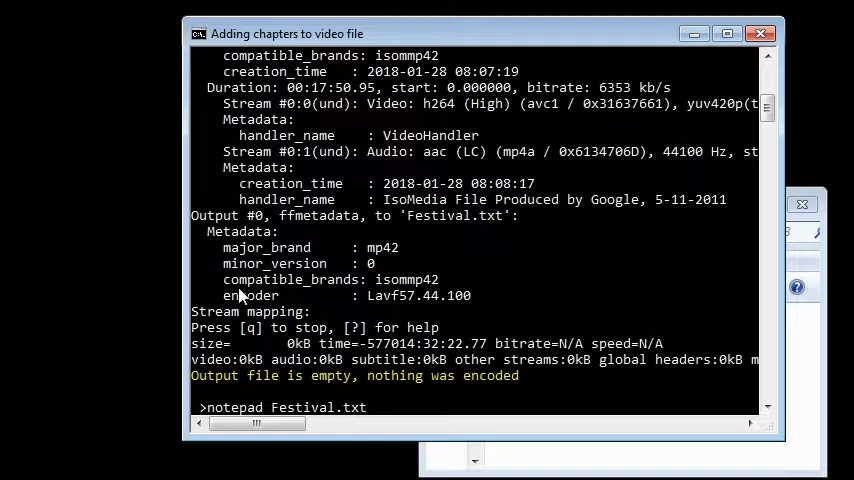 Adding chapters to video file
compatible_brands: isommp42
creation_time   : 2018-01-28 08:07:19
Duration: 00:17:50.95, start: 0.000000, bitrate: 6353 kb/s
Stream #0:0(und): Video: h264 (High) (avc1 / 0x31637661), yuv420p(t
Metadata:
handler_name    : VideoHandler
Stream #0:1(und): Audio: aac (LC) (mp4a / 0x6134706D), 44100 Hz, st
Metadata:
creation_time   : 2018-01-28 08:08:17
handler_name    : IsoMedia File Produced by Google, 5-11-2011
Output #0, ffmetadata, to 'Festival.txt':
Metadata:
major_brand     : mp42
minor_version   : 0
compatible_brands: isommp42
encoder         : Lavf57.44.100
Stream mapping:
Press [q] to stop, [?] for help
size=       0kB time=-577014:32:22.77 bitrate=N/A speed=N/A
video:0kB audio:0kB subtitle:0kB other streams:0kB global headers:0kB m
Output file is empty, nothing was encoded
>notepad Festival.txt